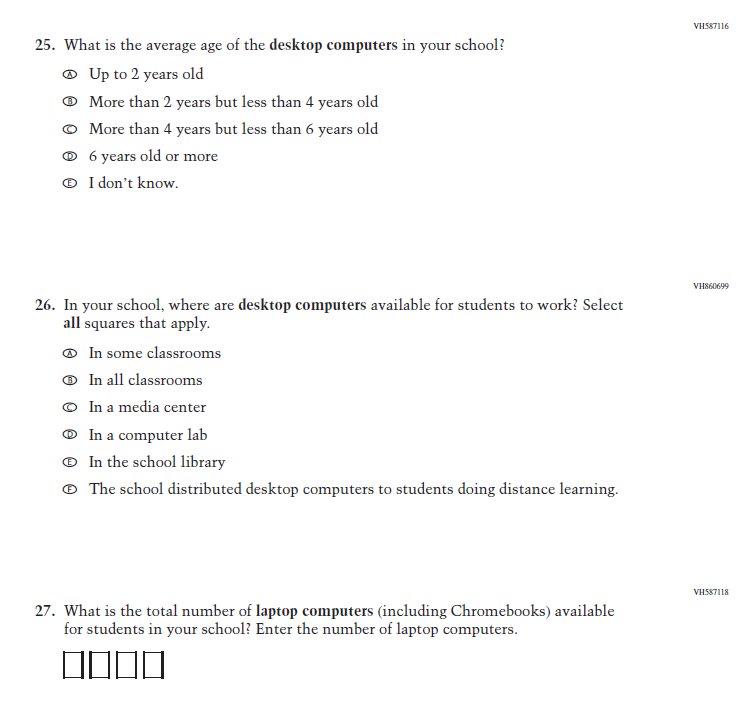 VH587116
25. What is the average age of the desktop computers in your school?
A Up to 2 years old
B More than 2 years but less than 4 years old
C More than 4 years but less than 6 years old
D 6 years old or more
E I don't know.
VH860699
26. In your school, where are desktop computers available for students to work? Select
all squares that apply.
A In some classrooms
B In all classrooms
C In a media center
D In a computer lab
E In the school library
F The school distributed desktop computers to students doing distance learning.
VH587118
27. What is the total number of laptop computers (including Chromebooks) available
for students in your school? Enter the number of laptop computers.